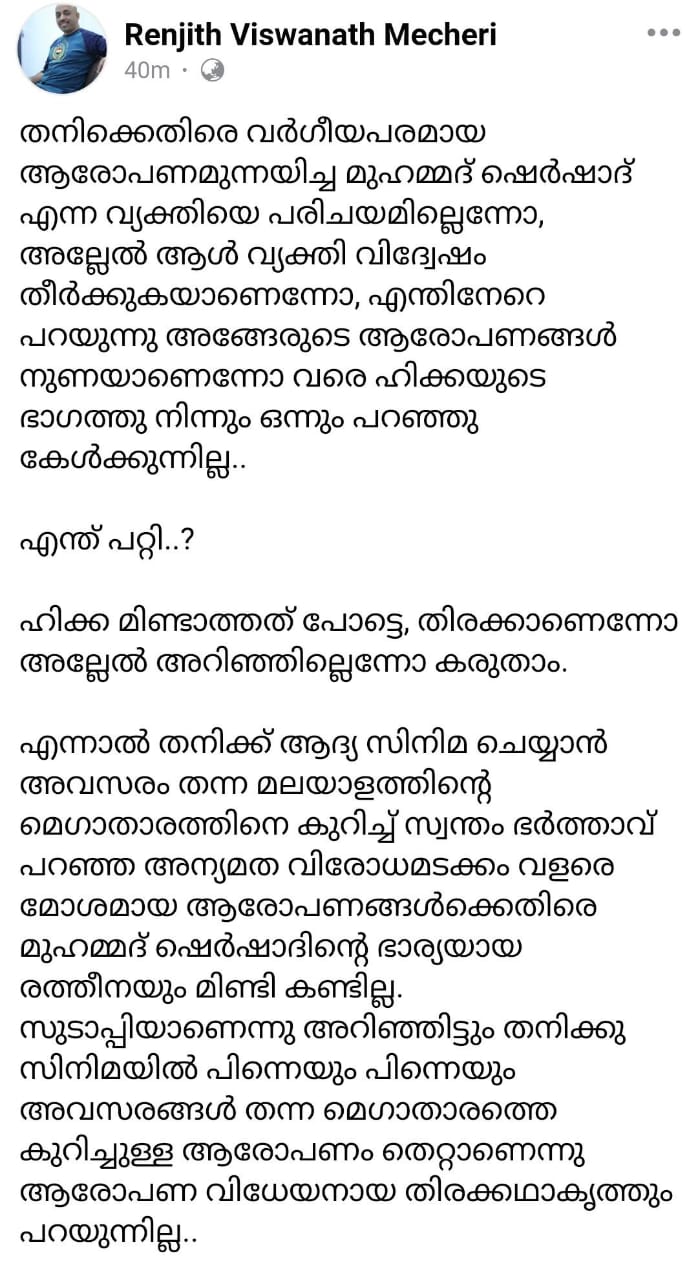 Renjith Viswanath Mecheri
40m ·
തനിക്കെതിരെ വർഗീയപരമായ
ആരോപണമുന്നയിച്ച മുഹമ്മദ് ഷെർഷാദ്
എന്ന വ്യക്തിയെ പരിചയമില്ലെന്നോ,
അല്ലേൽ ആൾ വ്യക്തി വിദ്വേഷം
തീർക്കുകയാണെന്നോ, എന്തിനേറെ
പറയുന്നു അങ്ങേരുടെ ആരോപണങ്ങൾ
നുണയാണെന്നോ വരെ ഹിക്കയുടെ
ഭാഗത്തു നിന്നും ഒന്നും പറഞ്ഞു
കേൾക്കുന്നില്ല..
എന്ത് പറ്റി..?
ഹിക്ക മിണ്ടാത്തത് പോട്ടെ, തിരക്കാണെന്നോ
അല്ലേൽ അറിഞ്ഞില്ലെന്നോ കരുതാം.
എന്നാൽ തനിക്ക് ആദ്യ സിനിമ ചെയ്യാൻ
അവസരം തന്ന മലയാളത്തിന്റെ
മെഗാതാരത്തിനെ കുറിച്ച് സ്വന്തം ഭർത്താവ്
പറഞ്ഞ അന്യമത വിരോധമടക്കം വളരെ
മോശമായ ആരോപണങ്ങൾക്കെതിരെ
മുഹമ്മദ് ഷെർഷാദിന്റെ ഭാര്യയായ
രത്തീനയും മിണ്ടി കണ്ടില്ല.
സുടാപ്പിയാണെന്നു അറിഞ്ഞിട്ടും തനിക്കു
സിനിമയിൽ പിന്നെയും പിന്നെയും
അവസരങ്ങൾ തന്ന മെഗാതാരത്തെ
കുറിച്ചുള്ള ആരോപണം തെറ്റാണെന്നു
ആരോപണ വിധേയനായ തിരക്കഥാകൃത്തും
പറയുന്നില്ല..